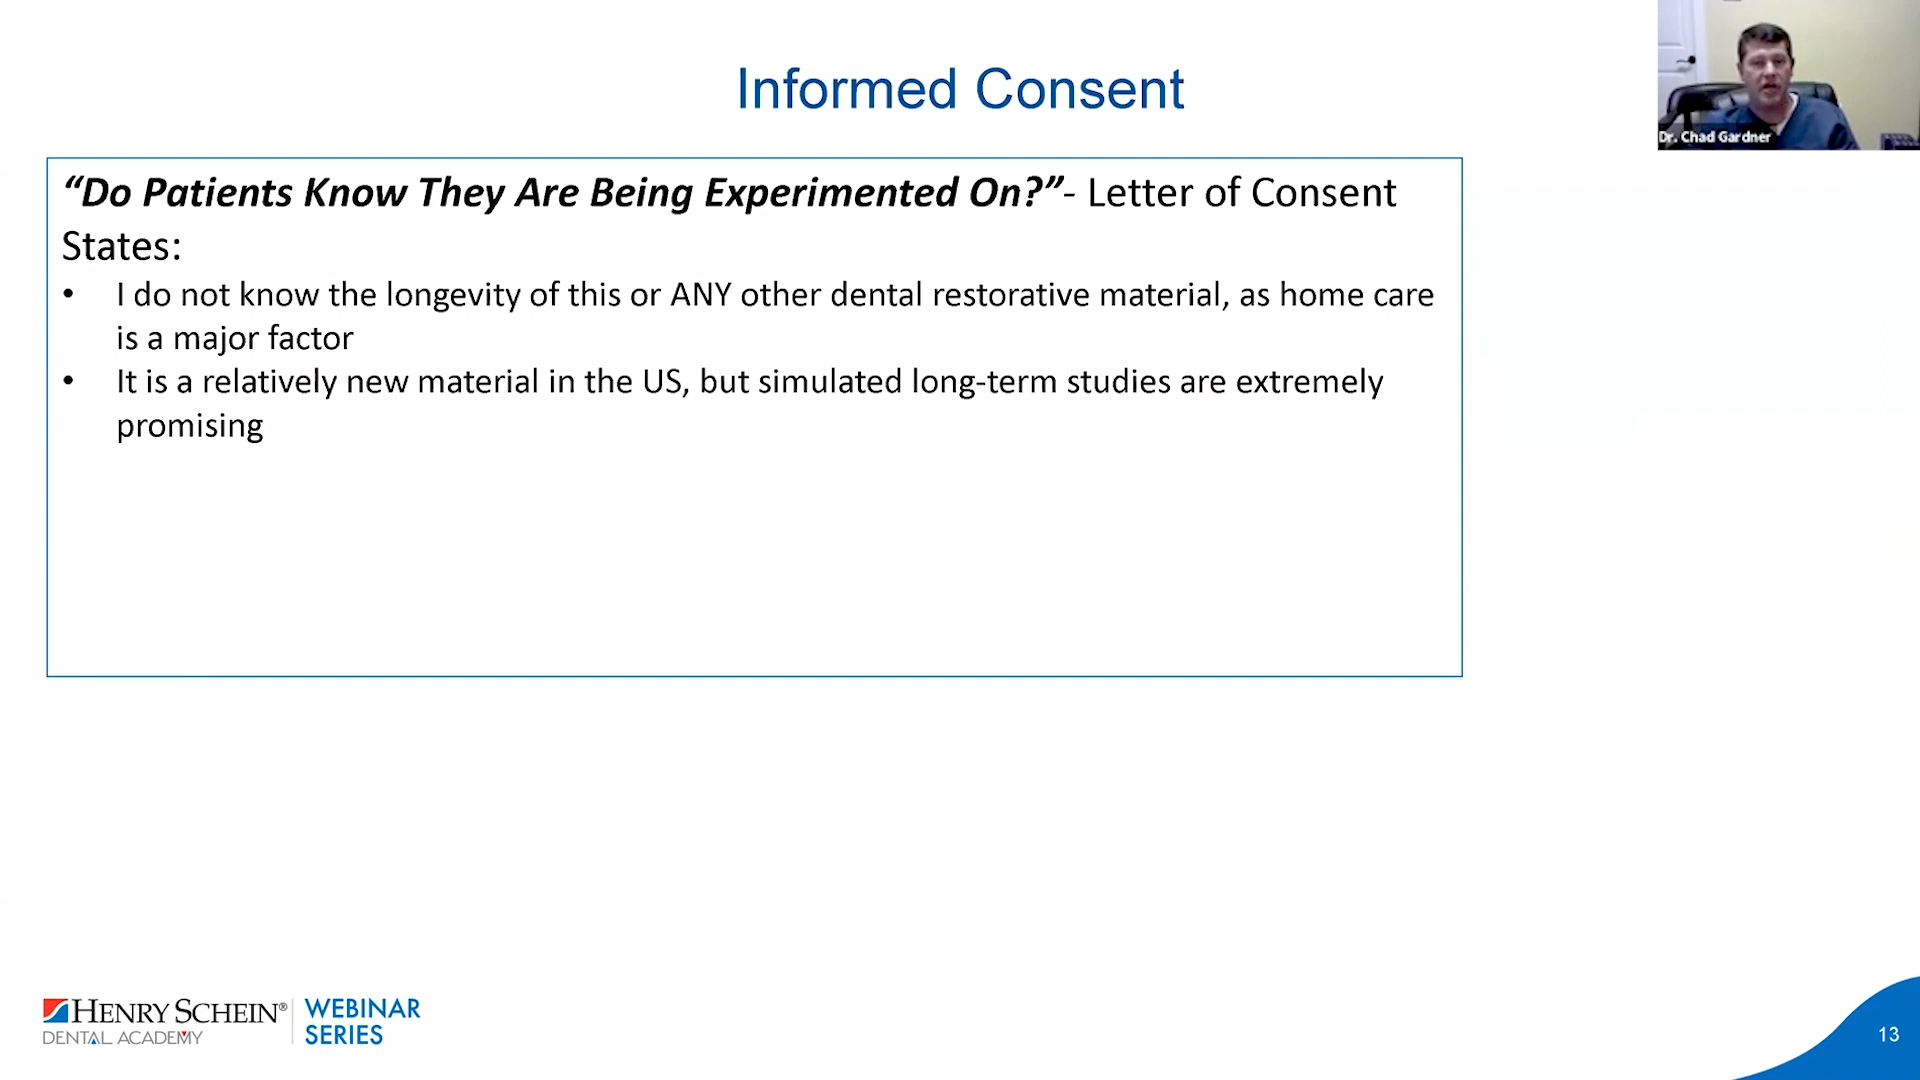 Informed Consent
Dr. Chad Gardner
“Do Patients Know They Are Being Experimented On?”- Letter of Consent
States:
• I do not know the longevity of this or ANY other dental restorative material, as home care
is a major factor
• It is a relatively new material in the US, but simulated long-term studies are extremely
promising
HENRY SCHEIN®
DENTAL ACADEMY
WEBINAR
SERIES
13